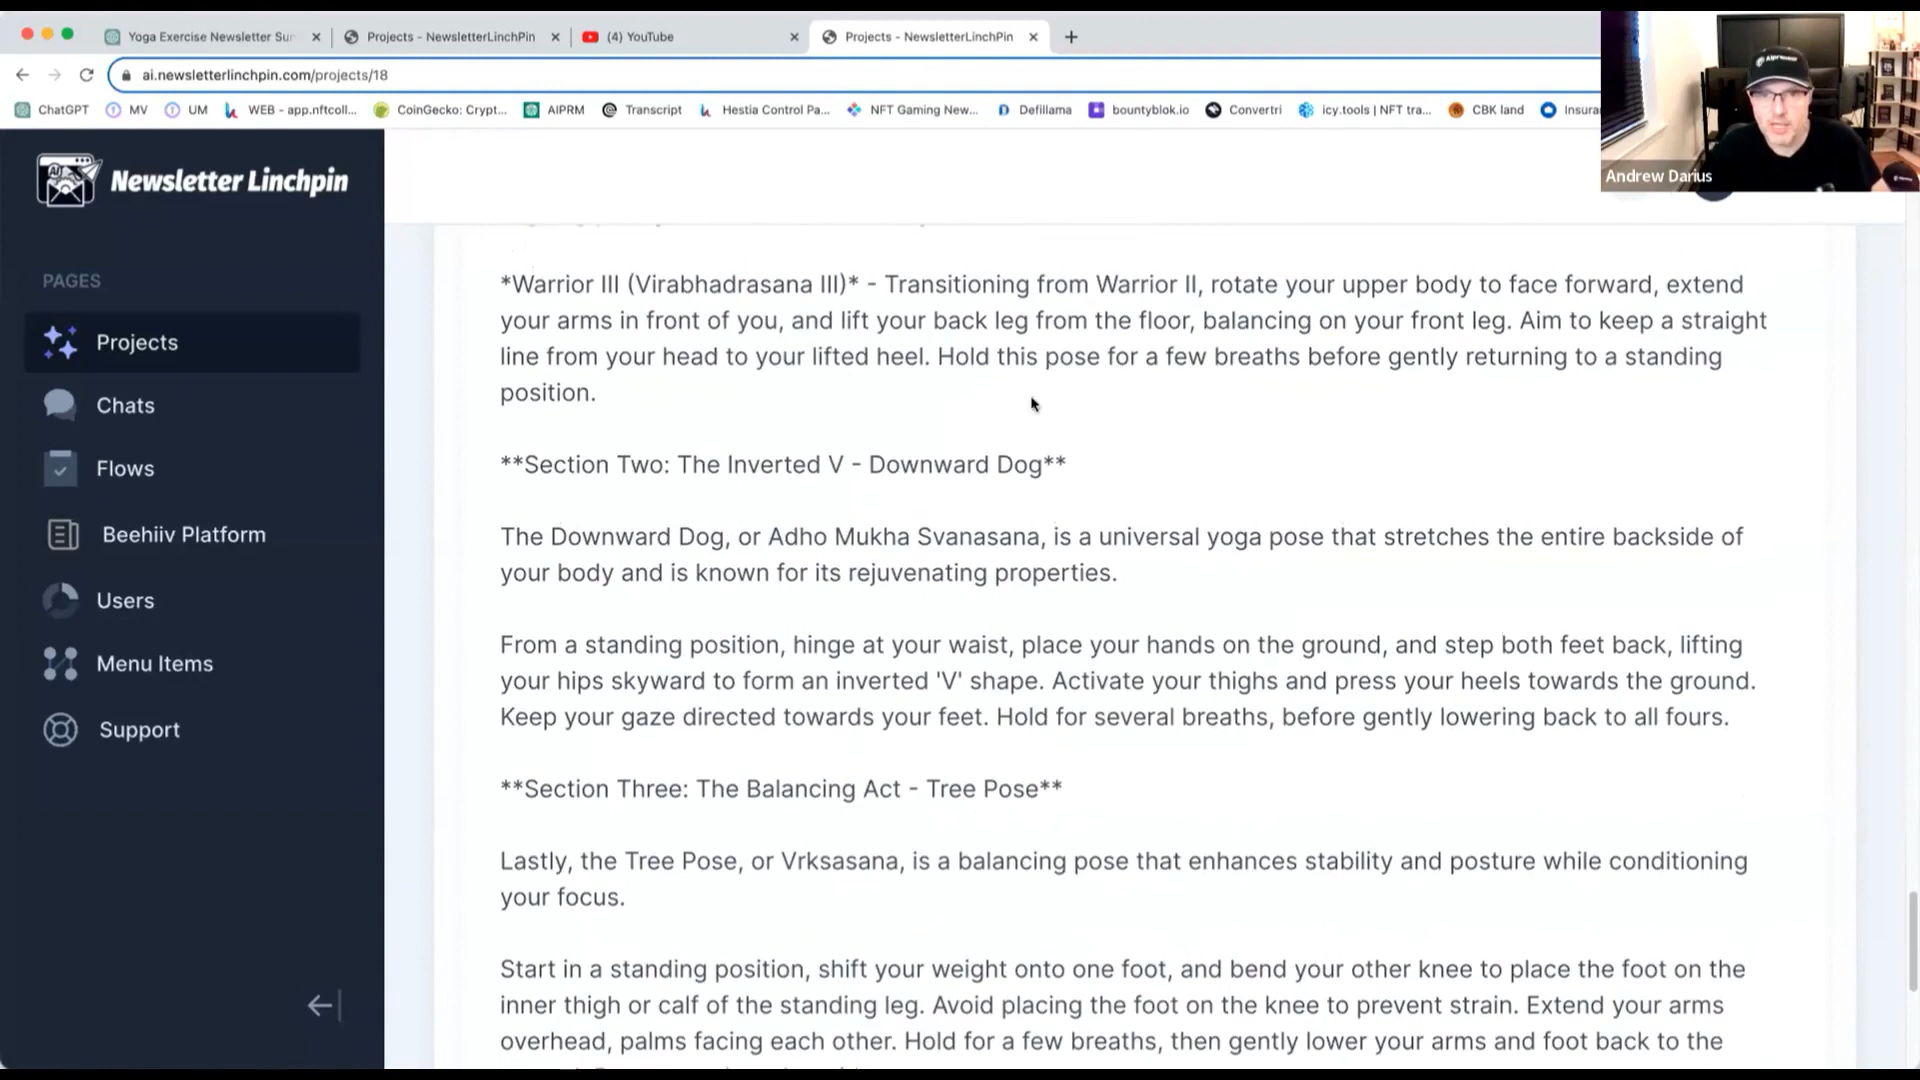 Yoga Exercise Newsletter Sur
Projects - NewsletterLinchPin
(4) YouTube
Projects - NewsletterLinchPin
ai.newsletterlinchpin.com/projects/18
ChatGPT
MV
UM
WEB - app.nftcoll...
CoinGecko: Crypt...
AIPRM
Transcript
Hestia Control Pa...
NFT Gaming New...
Defillama
bountyblok.io
Convertri
icy.tools | NFT tra...
CBK land
Insura
Andrew Darius
Newsletter Linchpin
PAGES
Projects
Chats
Flows
Beehiiv Platform
Users
Menu Items
Support
*Warrior III (Virabhadrasana III)* - Transitioning from Warrior II, rotate your upper body to face forward, extend
your arms in front of you, and lift your back leg from the floor, balancing on your front leg. Aim to keep a straight
line from your head to your lifted heel. Hold this pose for a few breaths before gently returning to a standing
position.
**Section Two: The Inverted V - Downward Dog**
The Downward Dog, or Adho Mukha Svanasana, is a universal yoga pose that stretches the entire backside of
your body and is known for its rejuvenating properties.
From a standing position, hinge at your waist, place your hands on the ground, and step both feet back, lifting
your hips skyward to form an inverted 'V' shape. Activate your thighs and press your heels towards the ground.
Keep your gaze directed towards your feet. Hold for several breaths, before gently lowering back to all fours.
**Section Three: The Balancing Act - Tree Pose**
Lastly, the Tree Pose, or Vrksasana, is a balancing pose that enhances stability and posture while conditioning
your focus.
Start in a standing position, shift your weight onto one foot, and bend your other knee to place the foot on the
inner thigh or calf of the standing leg. Avoid placing the foot on the knee to prevent strain. Extend your arms
overhead, palms facing each other. Hold for a few breaths, then gently lower your arms and foot back to the